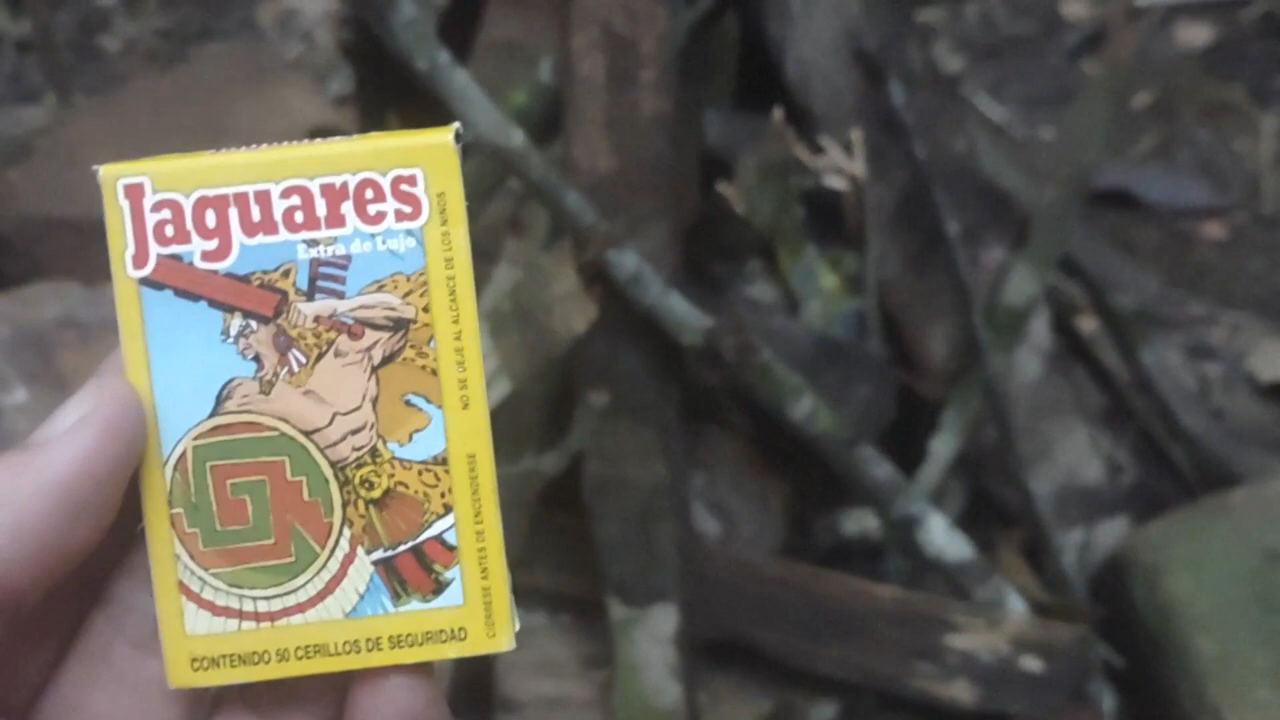 Jaguares
Extra de Lujo
NO SE DEJE AL ALCANCE DE LOS NIÑOS
CIERRESE ANTES DE ENCENDERSE
CONTENIDO 50 CERILLOS DE SEGURIDAD